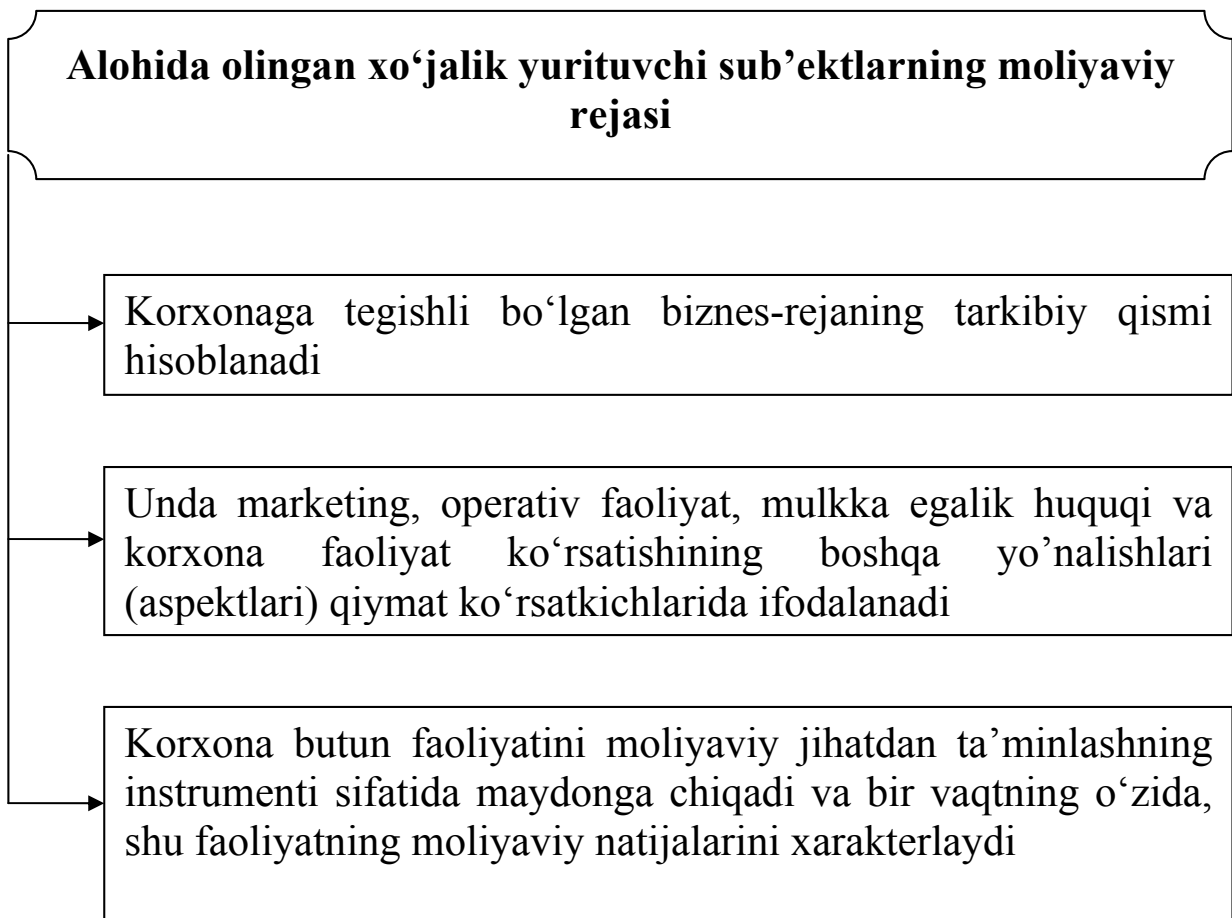 Alohida olingan xo‘jalik yurituvchi sub’ektlarning moliyaviy
rejasi
Korxonaga tegishli bo‘lgan biznes-rejaning tarkibiy qismi
hisoblanadi
Unda marketing, operativ faoliyat, mulkka egalik huquqi va
korxona faoliyat ko‘rsatishining boshqa yo’nalishlari
(aspektlari) qiymat ko‘rsatkichlarida ifodalanadi
Korxona butun faoliyatini moliyaviy jihatdan ta’minlashning
instrumenti sifatida maydonga chiqadi va bir vaqtning o‘zida,
shu faoliyatning moliyaviy natijalarini xarakterlaydi